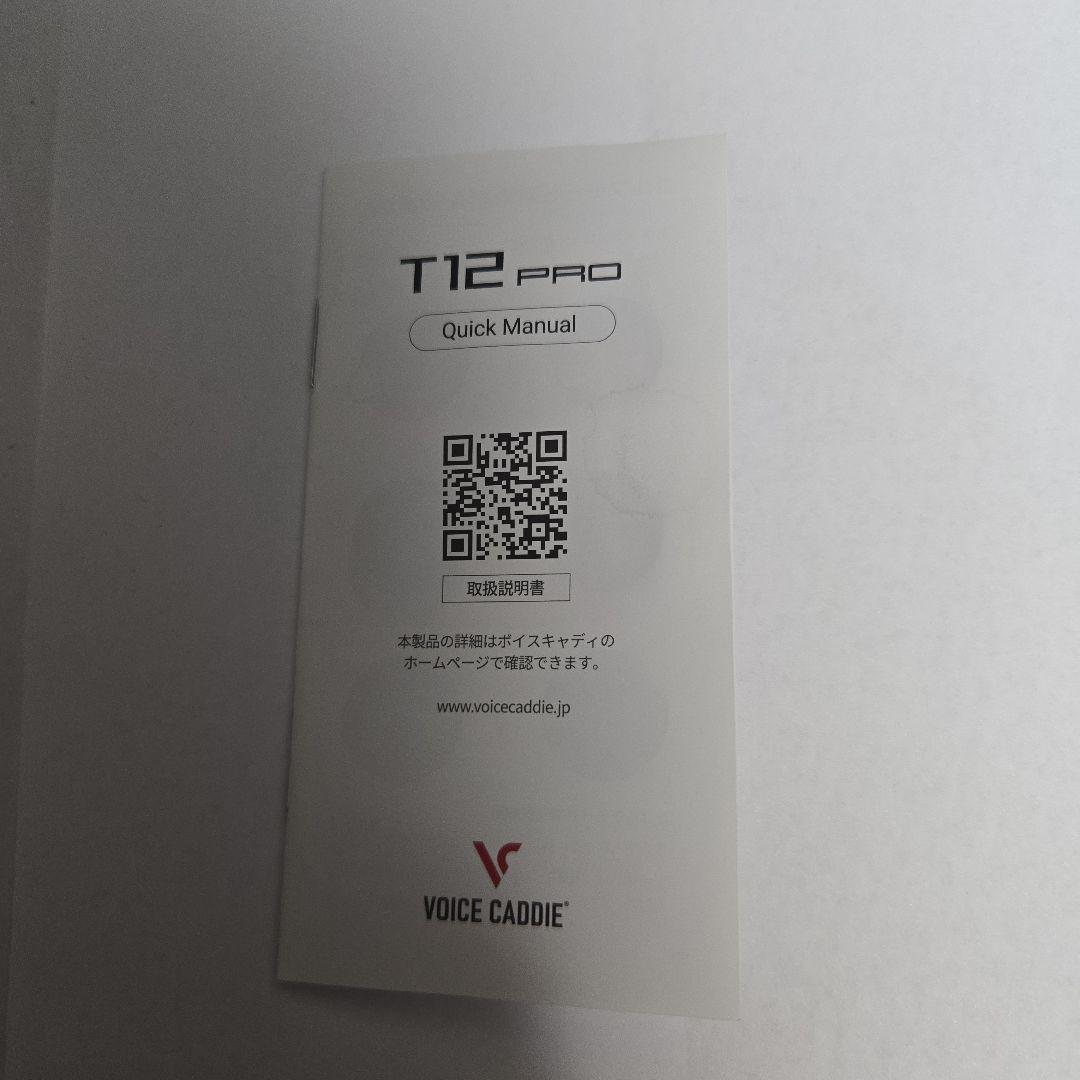 T12 PRO
Quick Manual
取扱説明書
本製品の詳細はボイスキャディの
ホームページで確認できます。
www.voicecaddie.jp
VOICE CADDIE®